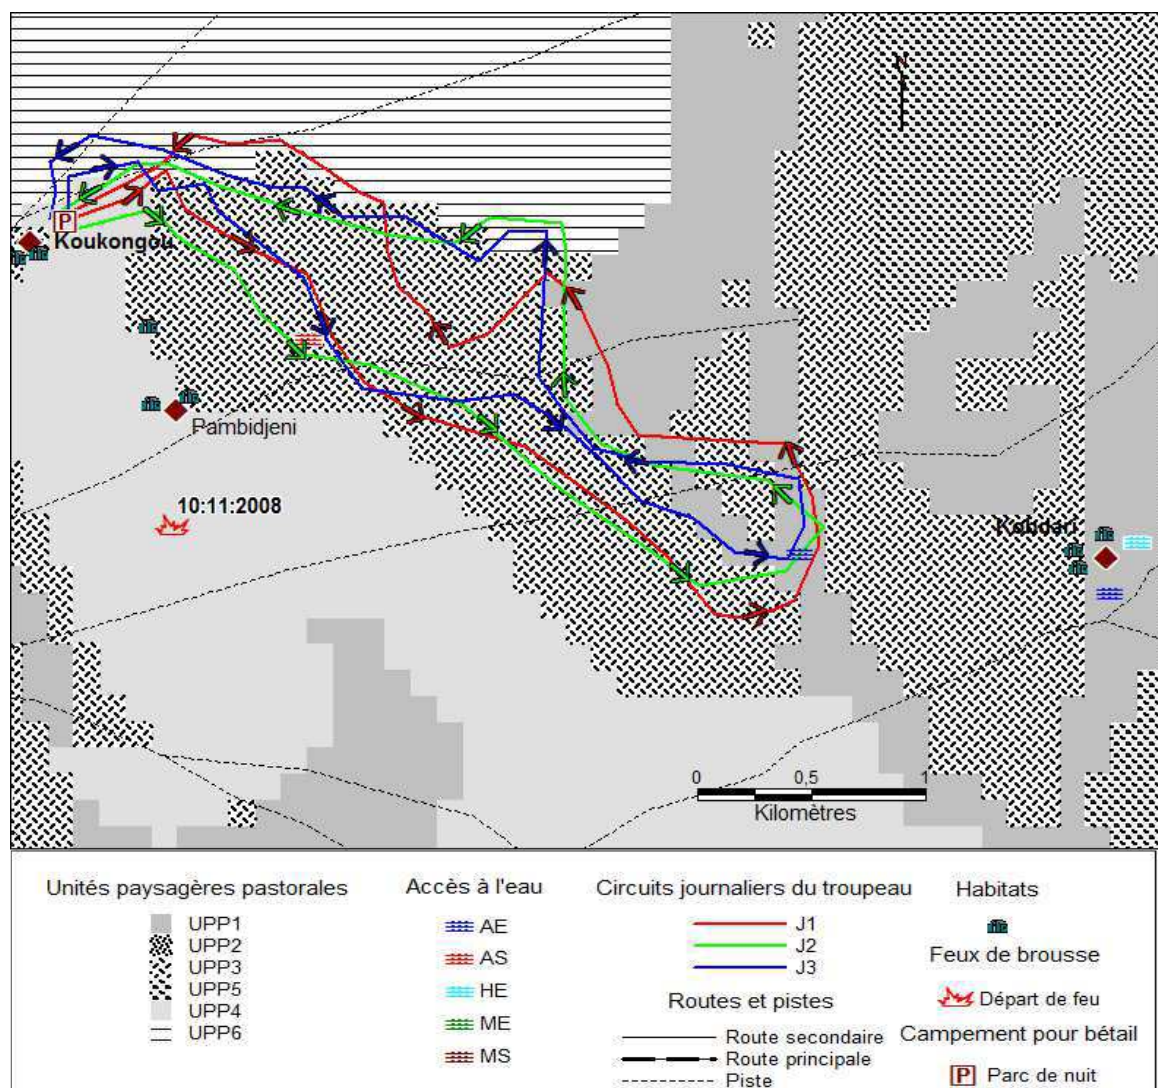 N
P
Koukongou
Pambidjeni
10:11:2008
Kolidari
0 0,5 1
Kilomètres
Unités paysagères pastorales
UPP1
UPP2
UPP3
UPP5
UPP4
UPP6
Accès à l'eau
AE
AS
HE
ME
MS
Circuits journaliers du troupeau
J1
J2
J3
Routes et pistes
Route secondaire
Route principale
Piste
Habitats
Feux de brousse
Départ de feu
Campement pour bétail
P Parc de nuit